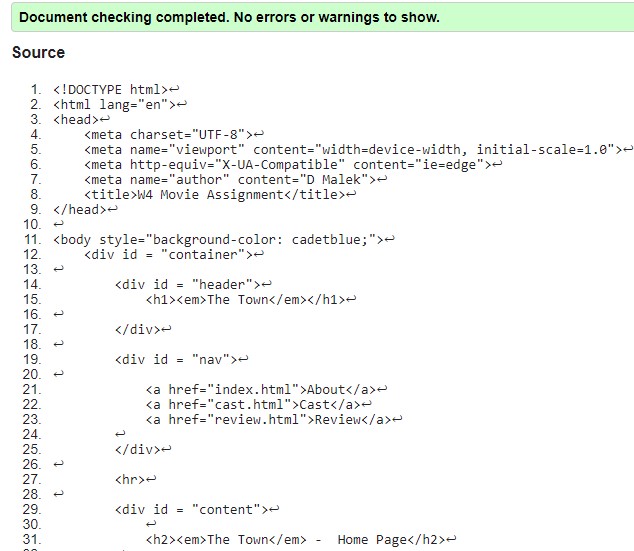 Document checking completed. No errors or warnings to show.
Source
1. <!DOCTYPE html>↩
2. <html lang="en">↩
3. <head>↩
4.     <meta charset="UTF-8">↩
5.     <meta name="viewport" content="width=device-width, initial-scale=1.0">↩
6.     <meta http-equiv="X-UA-Compatible" content="ie=edge">↩
7.     <meta name="author" content="D Malek">↩
8.     <title>W4 Movie Assignment</title>↩
9. </head>↩
10. ↩
11. <body style="background-color: cadetblue;">↩
12.     <div id = "container">↩
13. ↩
14.         <div id = "header">↩
15.             <h1><em>The Town</em></h1>↩
16. ↩
17.         </div>↩
18. ↩
19.         <div id = "nav">↩
20. ↩
21.             <a href="index.html">About</a>↩
22.             <a href="cast.html">Cast</a>↩
23.             <a href="review.html">Review</a>↩
24.         ↩
25.         </div>↩
26. ↩
27.         <hr>↩
28. ↩
29.         <div id = "content">↩
30.             ↩
31.             <h2><em>The Town</em> -  Home Page</h2>↩